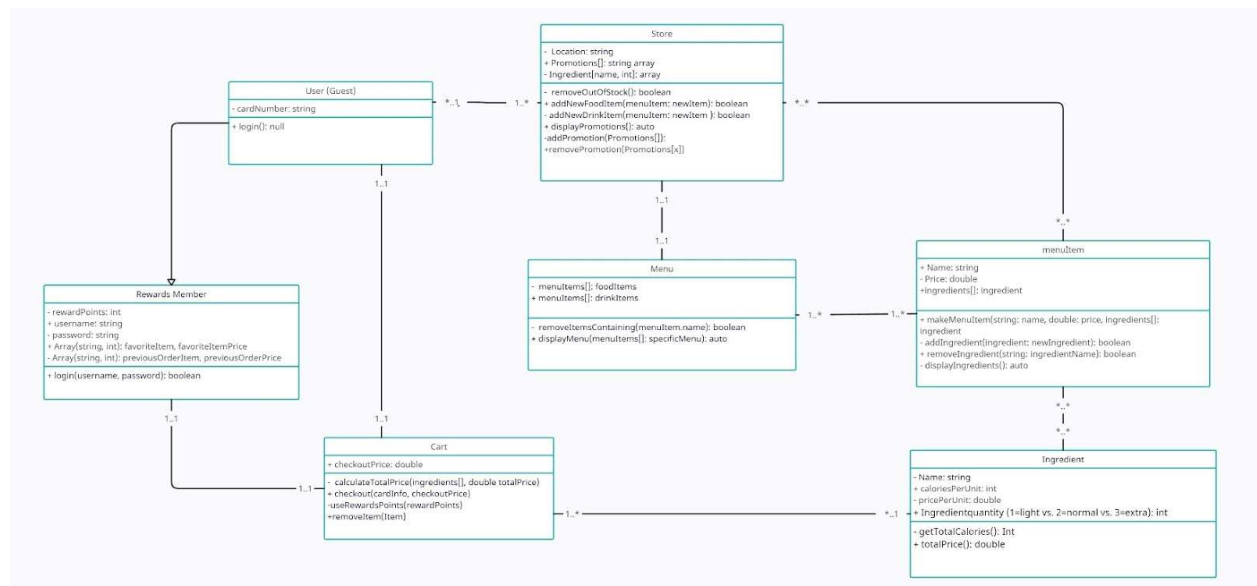 Store
- Location: string
+ Promotions[]: string array
- Ingredient[name, int]: array
- removeOutOfStock(): boolean
+ addNewFoodItem(menuItem: newItem): boolean
- addNewDrinkItem(menuItem: newItem ): boolean
+ displayPromotions(): auto
-addPromotion(Promotions[]):
+removePromotion(Promotions[x])
User (Guest)
- cardNumber: string
+ login(): null
*..1,
1..*
*..*
1..1
1..1
1..1
*..*
menuItem
+ Name: string
- Price: double
+ingredients[]: ingredient
+ makeMenuItem(string: name, double: price, ingredients[]:
ingredient
- addIngredient(ingredient: newIngredient): boolean
+ removeIngredient(string: ingredientName): boolean
- displayIngredients(): auto
Menu
- menuItems[]: foodItems
+ menuItems[]: drinkItems
- removeItemsContaining(menuItem.name): boolean
+ displayMenu(menuItems[]: specificMenu): auto
1..*
1..*
Rewards Member
- rewardPoints: int
+ username: string
- password: string
+ Array(string, int): favoriteItem, favoriteItemPrice
- Array(string, int): previousOrderItem, previousOrderPrice
+ login(username, password): boolean
1..1
1..1
1..1
*..*
*..*
Cart
+ checkoutPrice: double
- calculateTotalPrice(ingredients[], double totalPrice)
+ checkout(cardInfo, checkoutPrice)
-useRewardsPoints(rewardPoints)
+removeItem(Item)
1..*
*..1
Ingredient
- Name: string
+ caloriesPerUnit: int
- pricePerUnit: double
+ Ingredientquantity (1=light vs. 2=normal vs. 3=extra): int
- getTotalCalories(): Int
+ totalPrice(): double